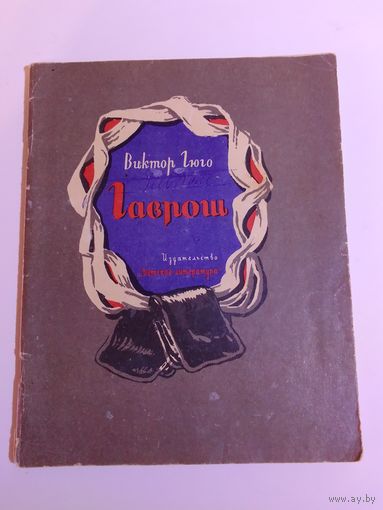 Виктор Гюго
Гаврош
Издательство
„Детская литература"
www.ay.by